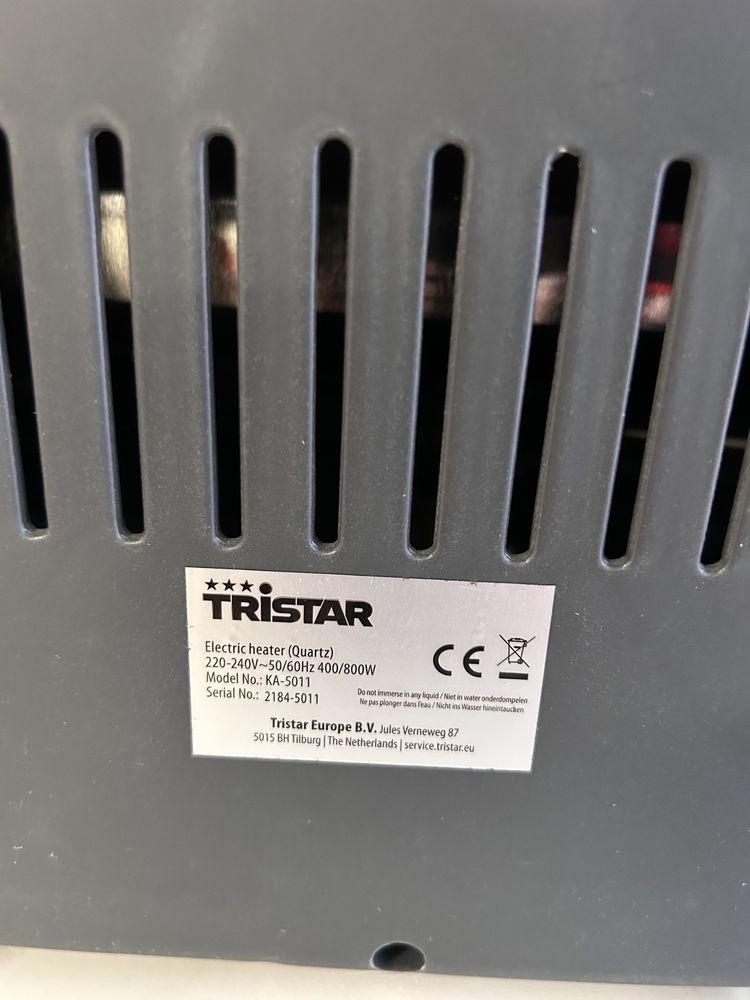 TRISTAR
Electric heater (Quartz)
220-240V~50/60Hz 400/800W
Model No.: KA-5011
Serial No.: 2184-5011
CE
Do not immerse in any liquid / Niet in water onderdompelen
Ne pas plonger dans l'eau / Nicht ins Wasser hineintauchen
Tristar Europe B.V. Jules Verneweg 87
5015 BH Tilburg | The Netherlands | service.tristar.eu